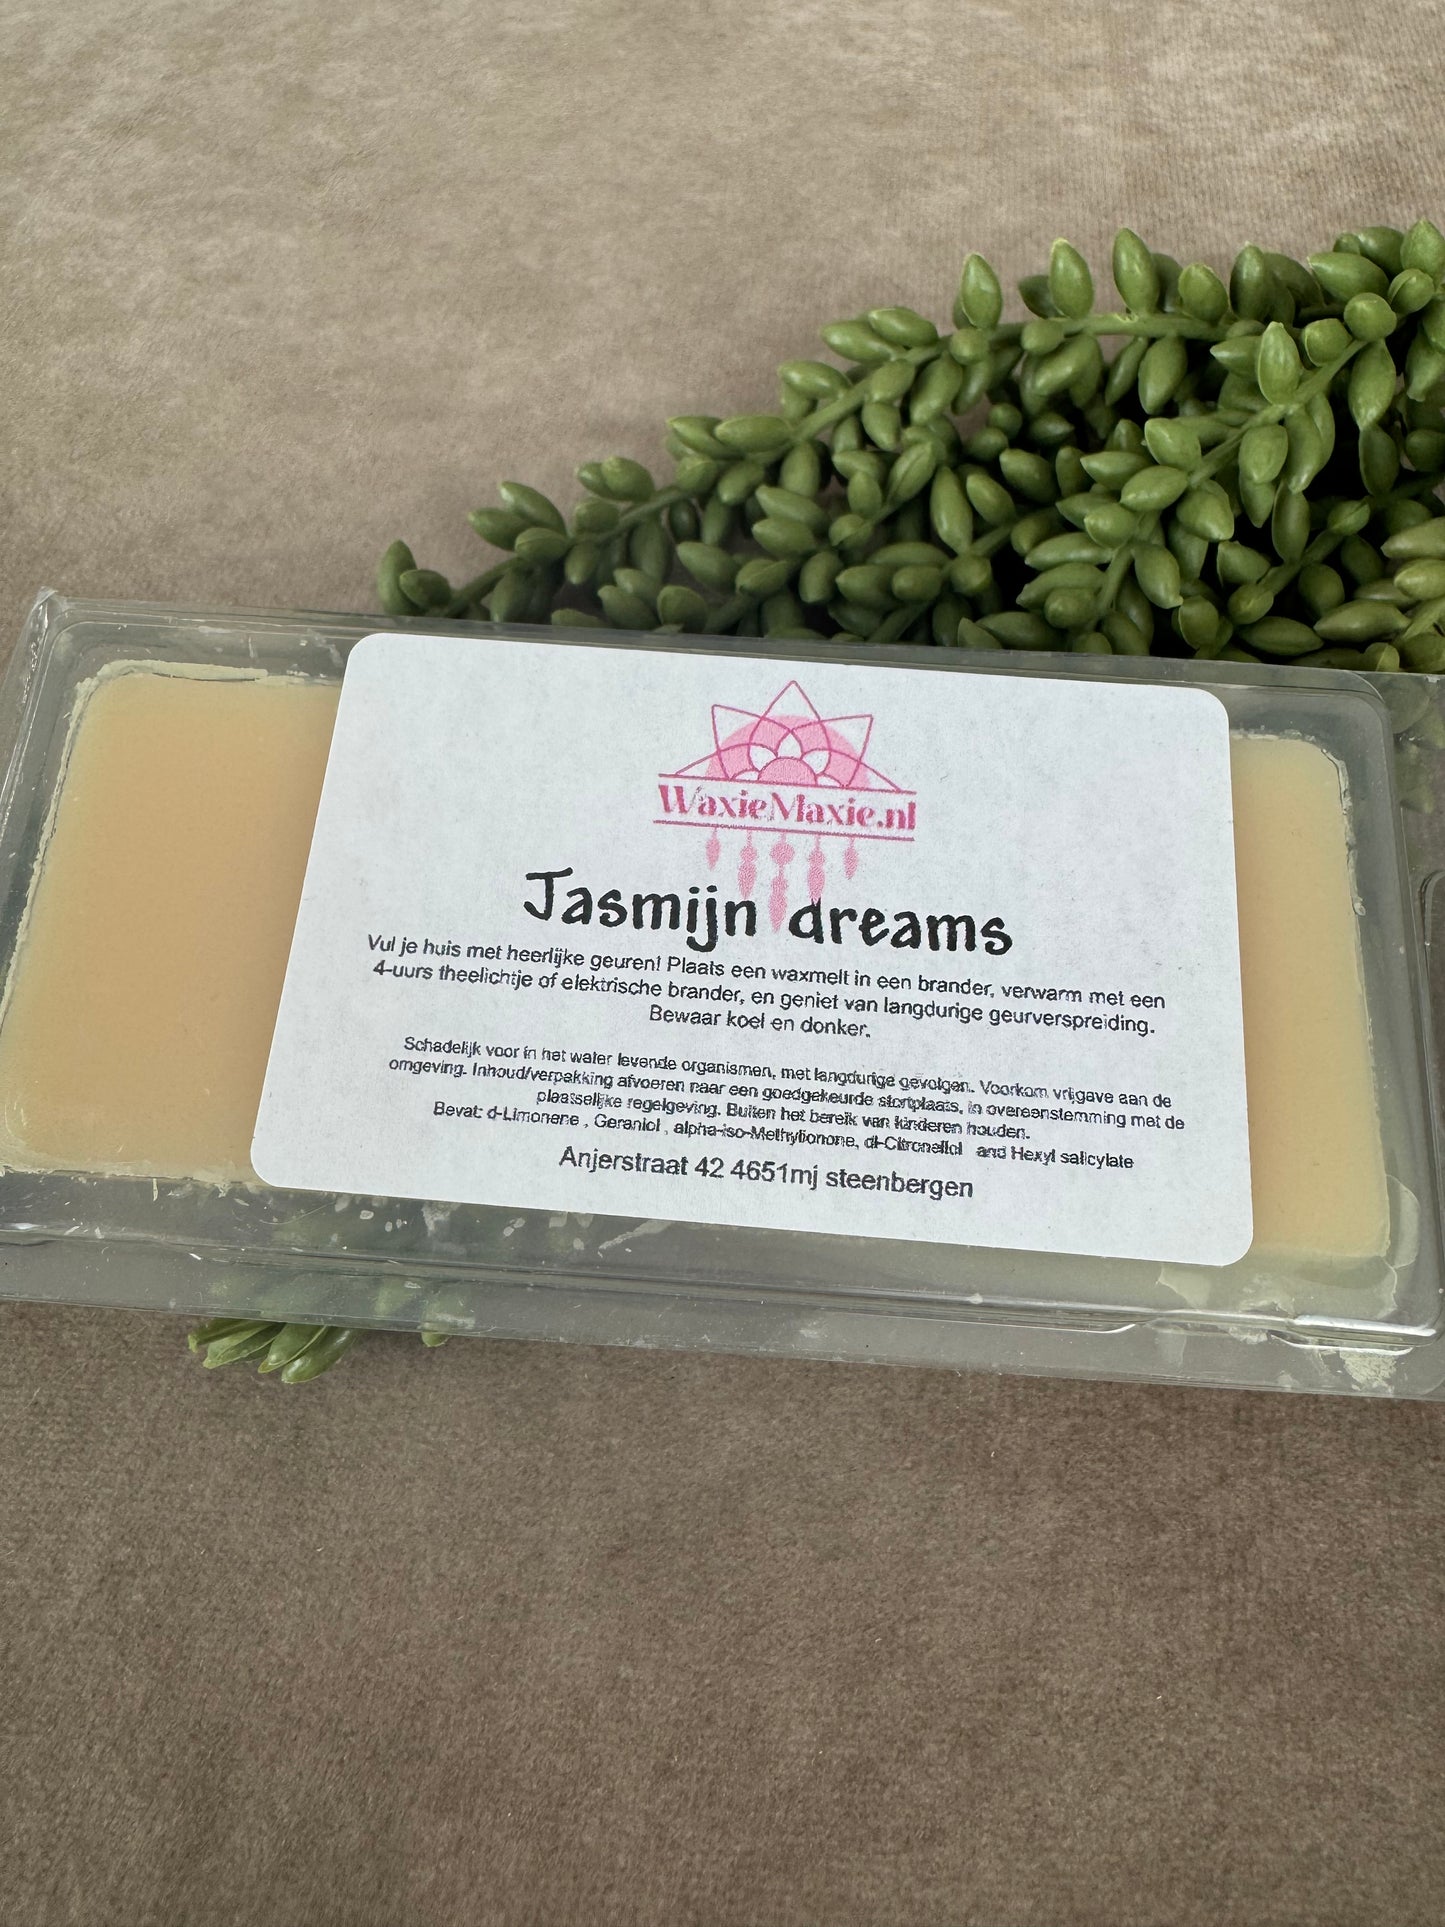 WaxieMaxie.nl
Jasmijn dreams
Vul je huis met heerlijke geuren! Plaats een waxmelt in een brander, verwarm met een
4-uurs theelichtje of elektrische brander, en geniet van langdurige geurverspreiding.
Bewaar koel en donker.
Schadelijk voor in het water levende organismen, met langdurige gevolgen. Voorkom vrijgave aan de
omgeving. Inhoud/verpakking afvoeren naar een goedgekeurde stortplaats, in overeenstemming met de
plaatselijke regelgeving. Buiten het bereik van kinderen houden.
Bevat: d-Limonene , Geraniol , alpha-iso-Methylionone, dl-Citronellol and Hexyl salicylate
Anjerstraat 42 4651mj steenbergen